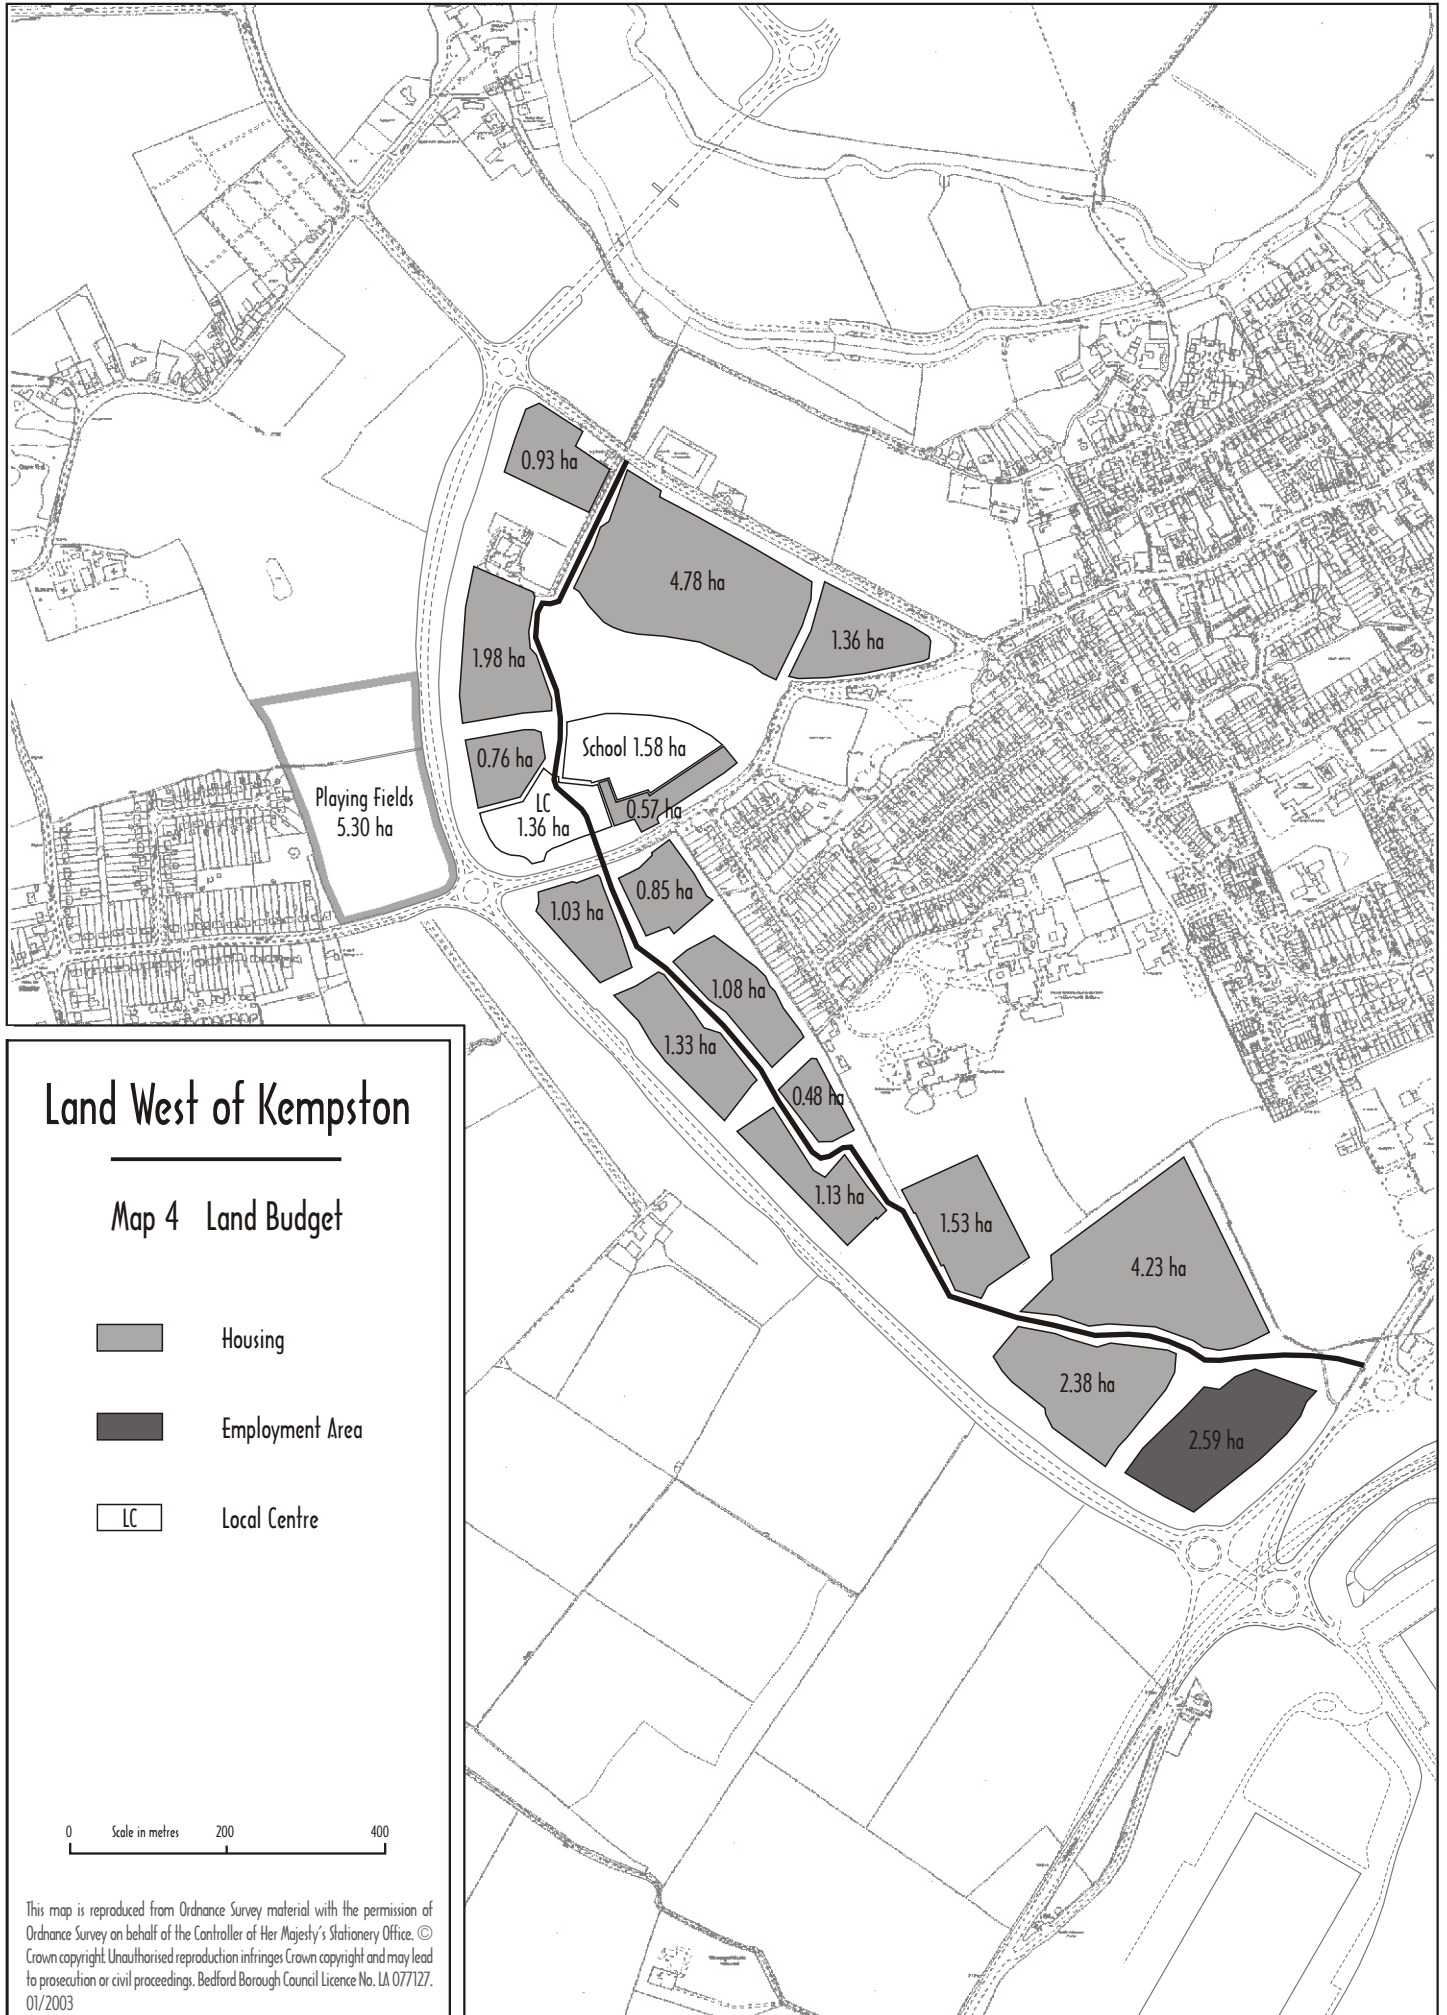 0.93 ha
4.78 ha
1.36 ha
1.98 ha
School 1.58 ha
0.76 ha
0.57 ha
LC
1.36 ha
Playing Fields
5.30 ha
0.85 ha
1.03 ha
1.08 ha
1.33 ha
0.48 ha
1.13 ha
1.53 ha
4.23 ha
2.38 ha
2.59 ha
Land West of Kempston
Map 4 Land Budget
Housing
Employment Area
LC Local Centre
0 Scale in metres 200 400
This map is reproduced from Ordnance Survey material with the permission of
Ordnance Survey on behalf of the Controller of Her Majesty's Stationery Office. ©
Crown copyright. Unauthorised reproduction infringes Crown copyright and may lead
to prosecution or civil proceedings. Bedford Borough Council Licence No. LA 077127.
01/2003